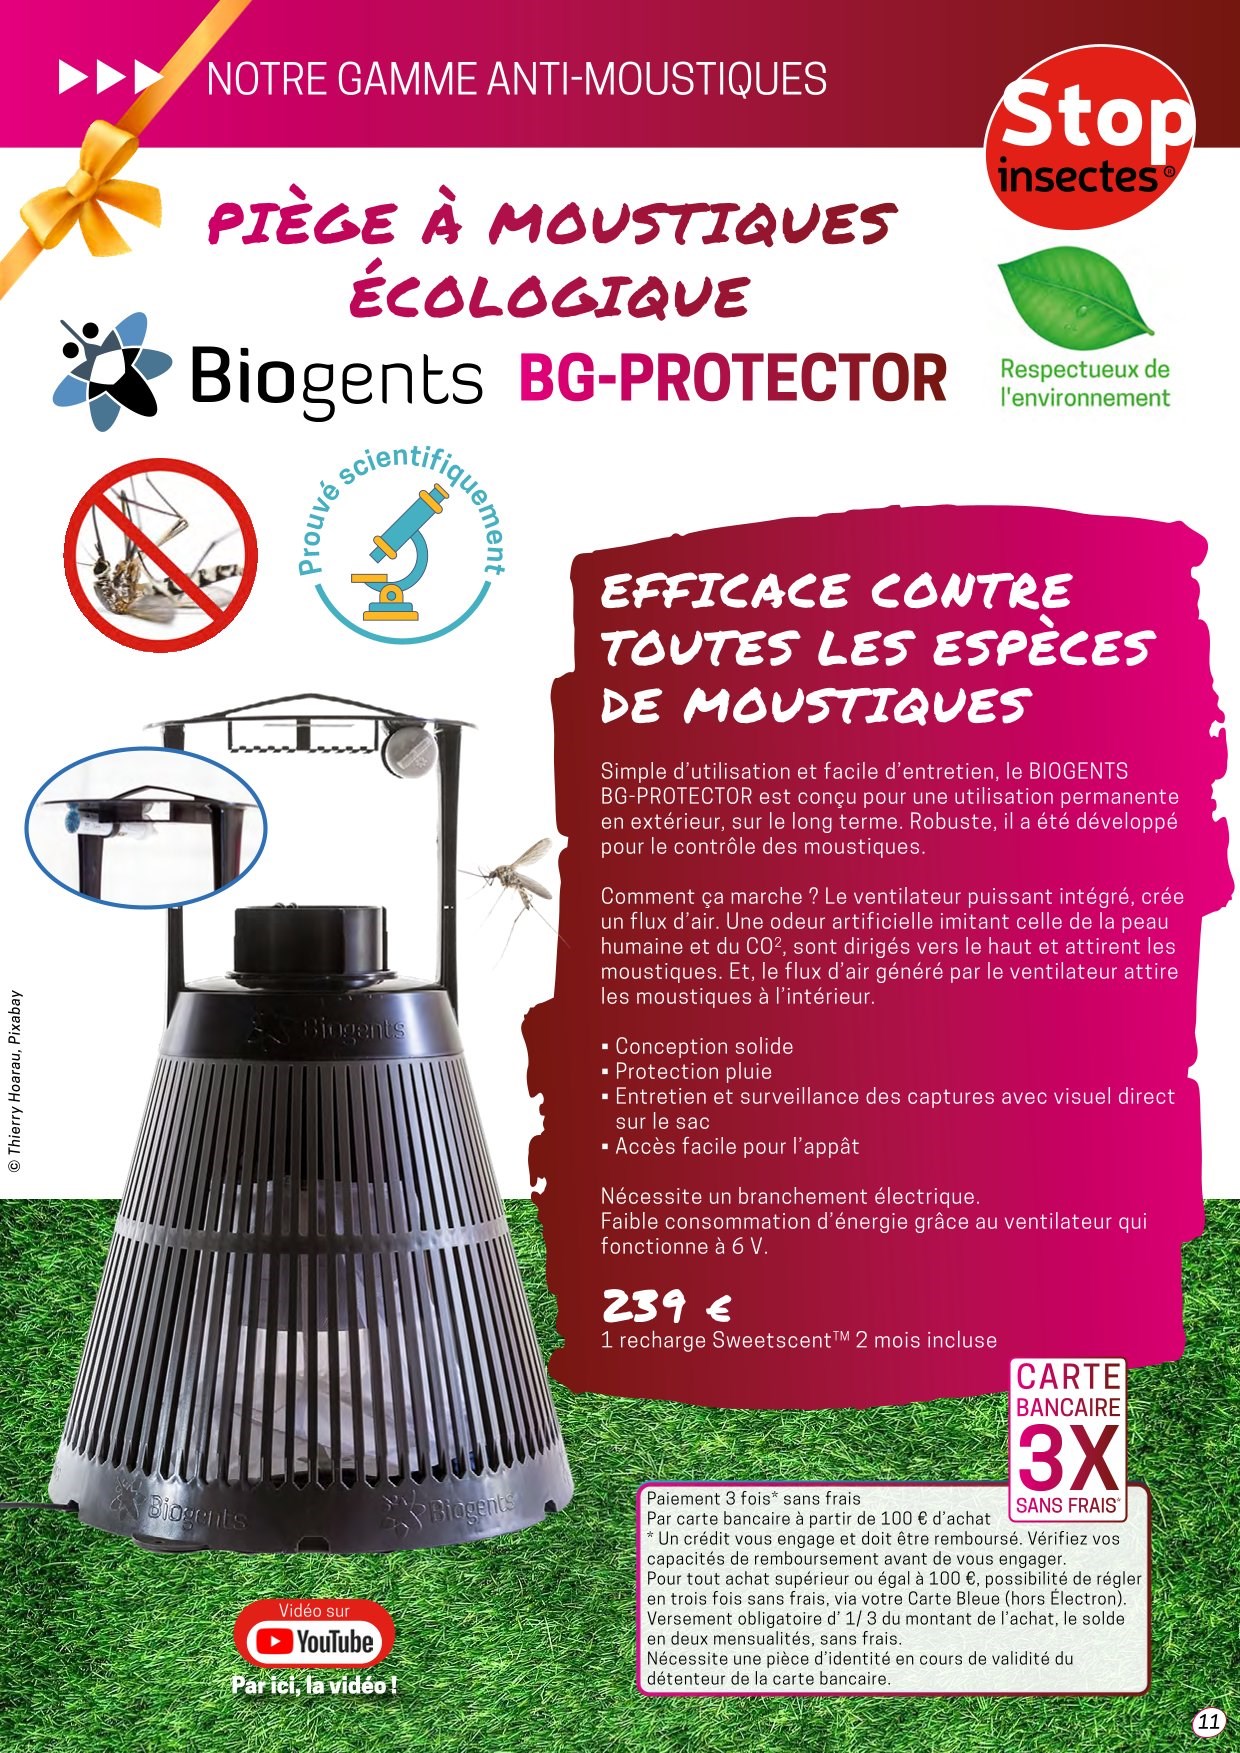 NOTRE GAMME ANTI-MOUSTIQUES
Stop
insectes®
PIÈGE À MOUSTIQUES
ÉCOLOGIQUE
Biogents BG-PROTECTOR
Respectueux de
l'environnement
Prouvé scientifiquement
EFFICACE CONTRE
TOUTES LES ESPÈCES
DE MOUSTIQUES
Simple d’utilisation et facile d’entretien, le BIOGENTS
BG-PROTECTOR est conçu pour une utilisation permanente
en extérieur, sur le long terme. Robuste, il a été développé
pour le contrôle des moustiques.
Comment ça marche ? Le ventilateur puissant intégré, crée
un flux d’air. Une odeur artificielle imitant celle de la peau
humaine et du CO², sont dirigés vers le haut et attirent les
moustiques. Et, le flux d’air généré par le ventilateur attire
les moustiques à l’intérieur.
▪ Conception solide
▪ Protection pluie
▪ Entretien et surveillance des captures avec visuel direct
sur le sac
▪ Accès facile pour l’appât
Nécessite un branchement électrique.
Faible consommation d’énergie grâce au ventilateur qui
fonctionne à 6 V.
239 €
1 recharge Sweetscent™ 2 mois incluse
© Thierry Hoarau, Pixabay
Biogents
Biogents
Biogents
CARTE
BANCAIRE
3X
SANS FRAIS*
Paiement 3 fois* sans frais
Par carte bancaire à partir de 100 € d’achat
* Un crédit vous engage et doit être remboursé. Vérifiez vos
capacités de remboursement avant de vous engager.
Pour tout achat supérieur ou égal à 100 €, possibilité de régler
en trois fois sans frais, via votre Carte Bleue (hors Électron).
Versement obligatoire d’ 1/ 3 du montant de l’achat, le solde
en deux mensualités, sans frais.
Nécessite une pièce d’identité en cours de validité du
détenteur de la carte bancaire.
Vidéo sur
YouTube
Par ici, la vidéo !
11